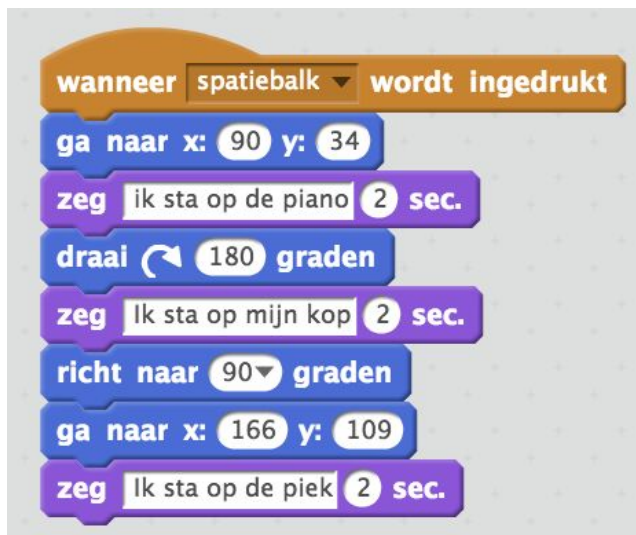 wanneer spatiebalk wordt ingedrukt
ga naar x: 90 y: 34
zeg ik sta op de piano 2 sec.
draai 180 graden
zeg Ik sta op mijn kop 2 sec.
richt naar 90 graden
ga naar x: 166 y: 109
zeg Ik sta op de piek 2 sec.